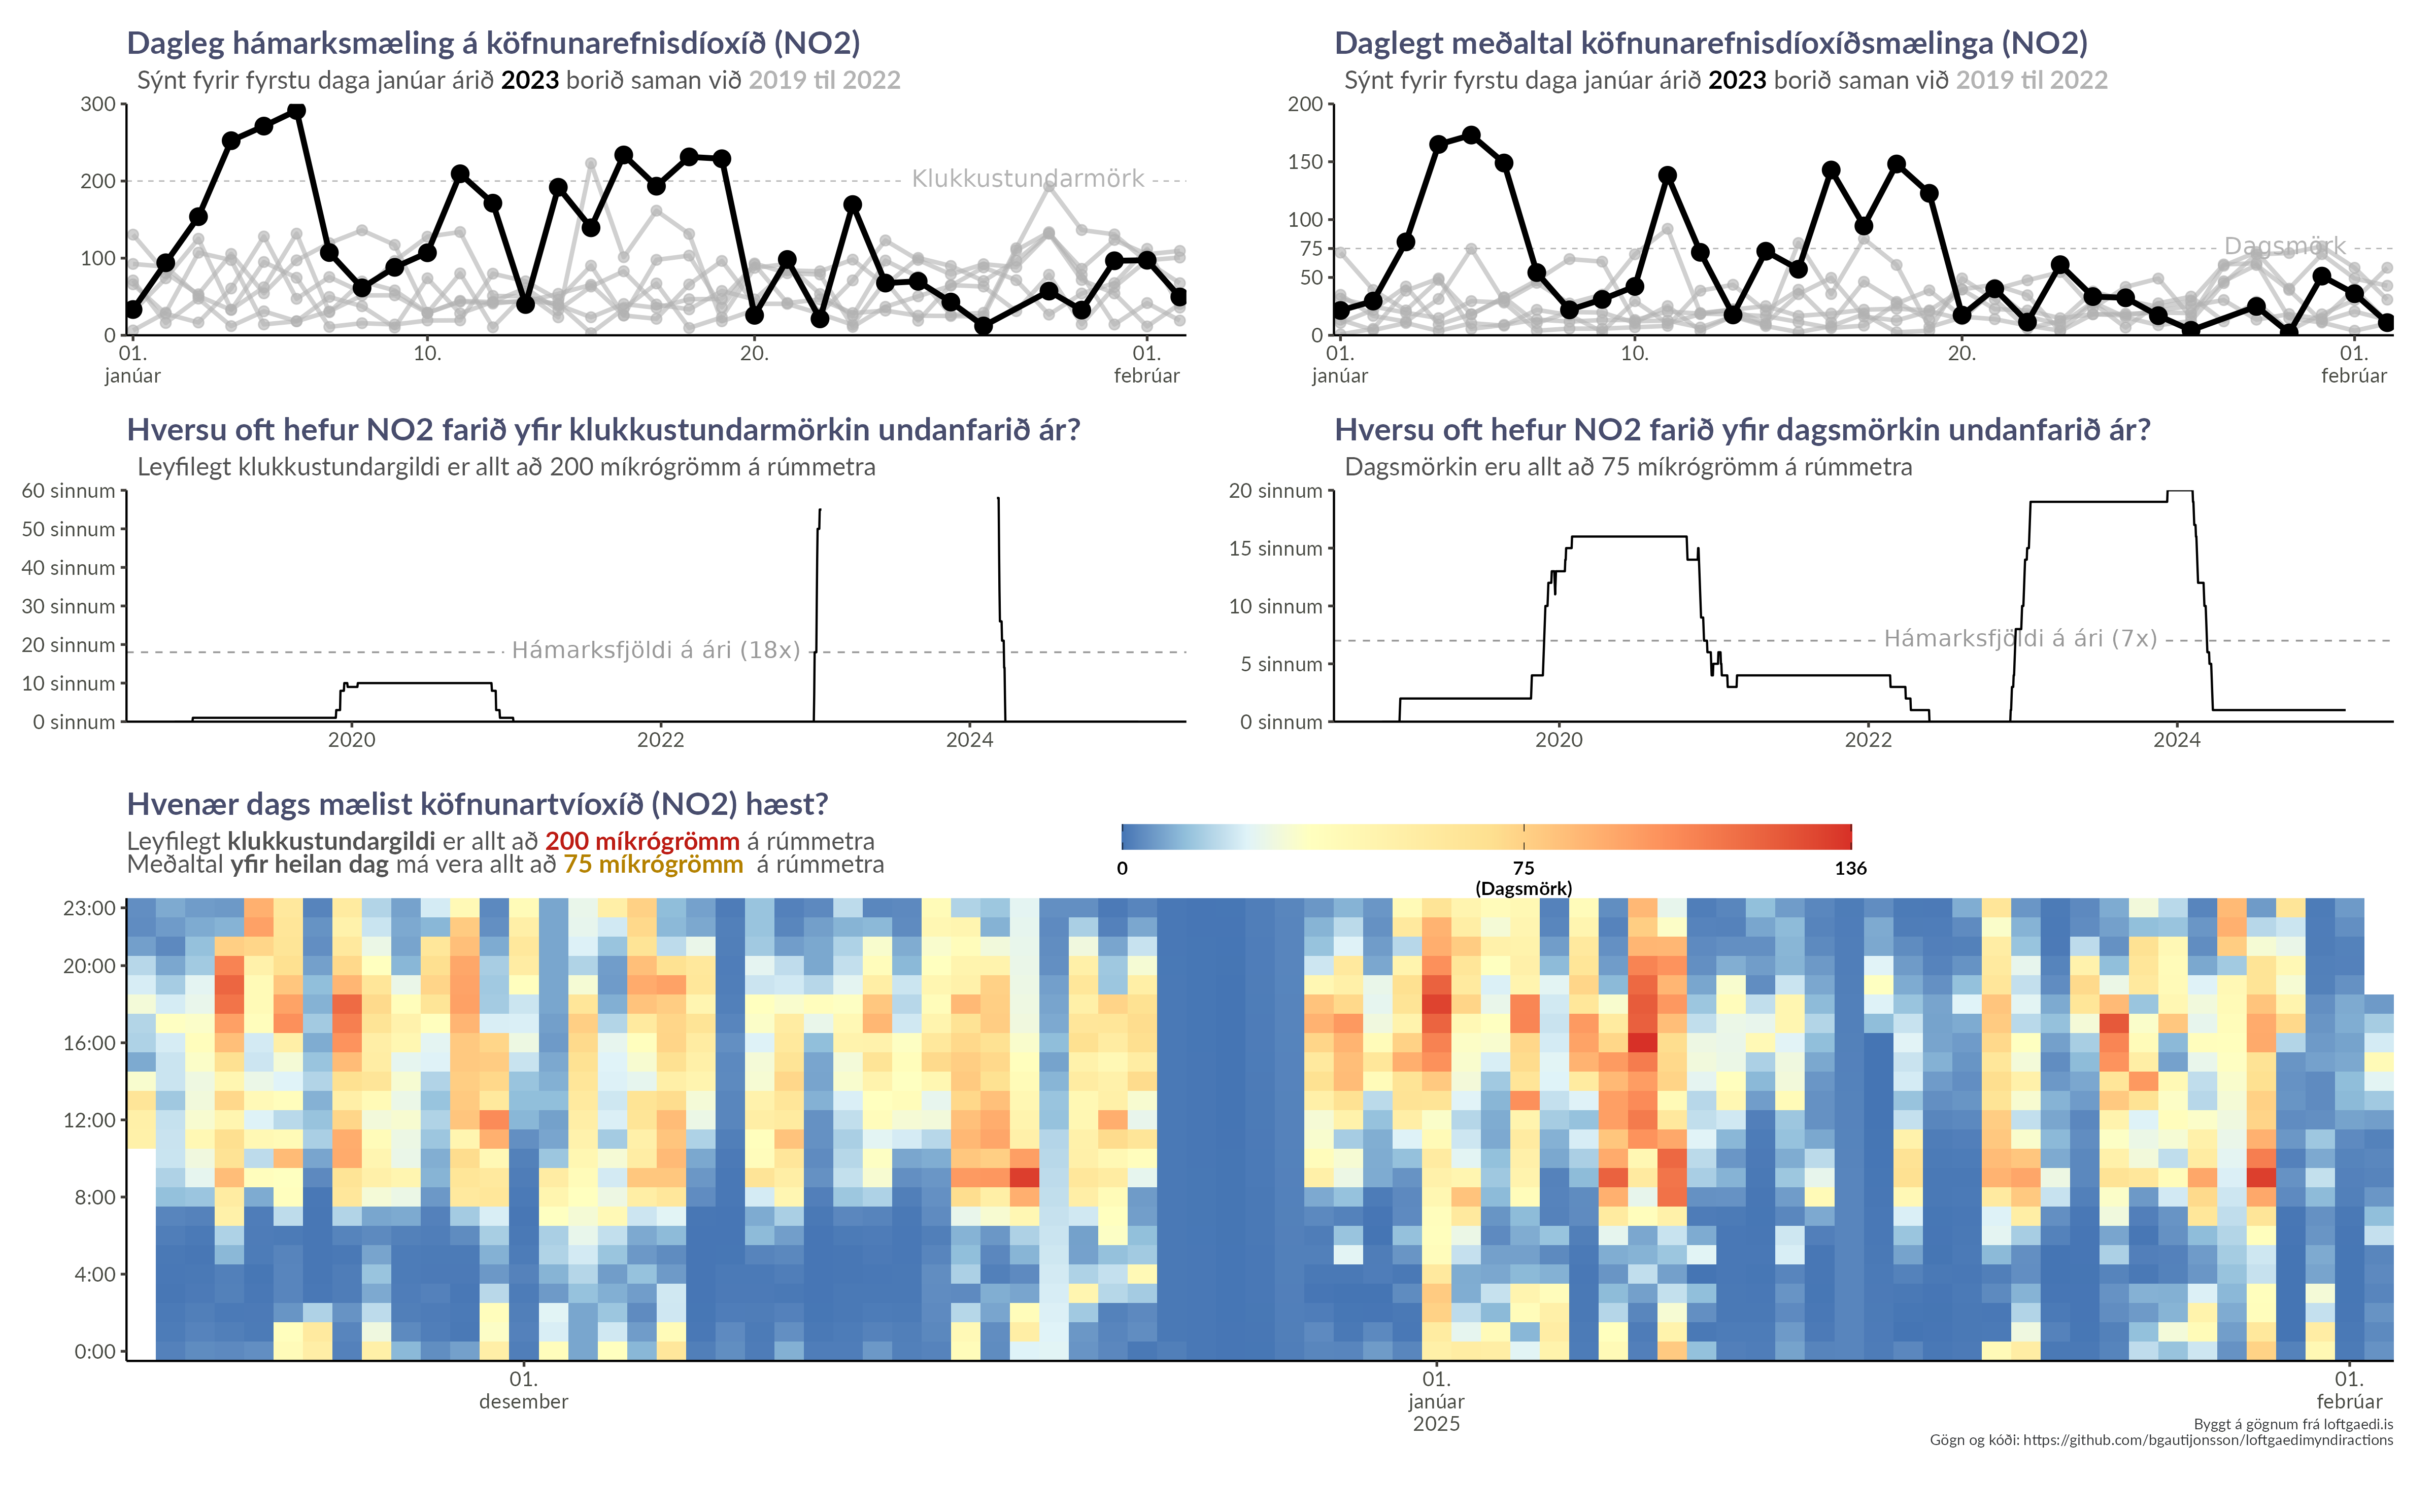 Dagleg hámarksmæling á köfnunarefnisdíoxíð (NO2)
Sýnt fyrir fyrstu daga janúar árið 2023 borið saman við 2019 til 2022
300
200
100
0
Klukkustundarmörk
01.
janúar
10.
20.
01.
febrúar
Daglegt meðaltal köfnunarefnisdíoxíðsmælinga (NO2)
Sýnt fyrir fyrstu daga janúar árið 2023 borið saman við 2019 til 2022
200
150
100
75
50
0
Dagsmörk
01.
janúar
10.
20.
01.
febrúar
Hversu oft hefur NO2 farið yfir klukkustundarmörkin undanfarið ár?
Leyfilegt klukkustundargildi er allt að 200 míkrógrömm á rúmmetra
60 sinnum
50 sinnum
40 sinnum
30 sinnum
20 sinnum
10 sinnum
0 sinnum
Hámarksfjöldi á ári (18x)
2020
2022
2024
Hversu oft hefur NO2 farið yfir dagsmörkin undanfarið ár?
Dagsmörkin eru allt að 75 míkrógrömm á rúmmetra
20 sinnum
15 sinnum
10 sinnum
5 sinnum
0 sinnum
Hámarksfjöldi á ári (7x)
2020
2022
2024
Hvenær dags mælist köfnunartvíoxíð (NO2) hæst?
Leyfilegt klukkustundargildi er allt að 200 míkrógrömm á rúmmetra
Meðaltal yfir heilan dag má vera allt að 75 míkrógrömm á rúmmetra
0
75
(Dagsmörk)
136
23:00
20:00
16:00
12:00
8:00
4:00
0:00
01.
desember
01.
janúar
2025
01.
febrúar
Byggt á gögnum frá loftgaedi.is
Gögn og kóði: https://github.com/bgautijonsson/loftgaedimyndiractions